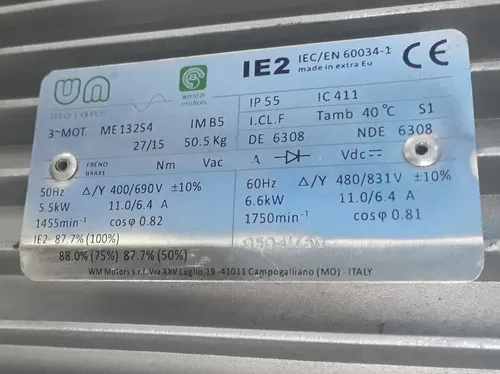 WM
MOTORS
world in
motion
IE2 IEC/EN 60034-1
made in extra Eu
CE
3~MOT. ME132S4 IM B5
27/15 50.5 Kg
IP 55 IC 411
I.CL.F Tamb 40°C S1
DE 6308 NDE 6308
FRENO
BRAKE Nm Vac A Vdc
50Hz Δ/Y 400/690V ±10%
5.5kW 11.0/6.4 A
1455min⁻¹ cosφ 0.82
IE2 87.7% (100%)
88.0% (75%) 87.7% (50%)
60Hz Δ/Y 480/831V ±10%
6.6kW 11.0/6.4 A
1750min⁻¹ cosφ 0.81
WM Motors s.r.l. Via XXV Luglio, 19 -41011 Campogalliano (MO) - ITALY